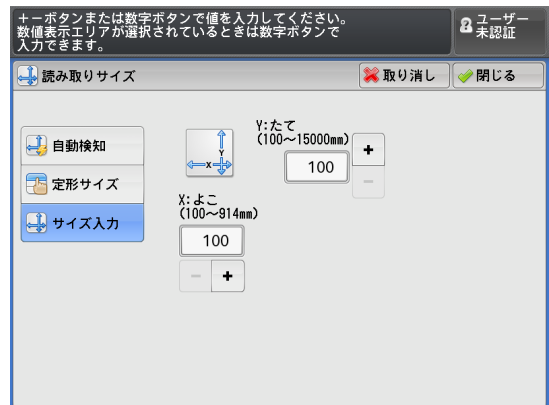 +-ボタンまたは数字ボタンで値を入力してください。
数値表示エリアが選択されているときは数字ボタンで
入力できます。
ユーザー
未認証
読み取りサイズ
取り消し
閉じる
自動検知
定形サイズ
サイズ入力
Y
X
Y:たて
(100～15000mm)
100
+
-
X:よこ
(100～914mm)
100
- +